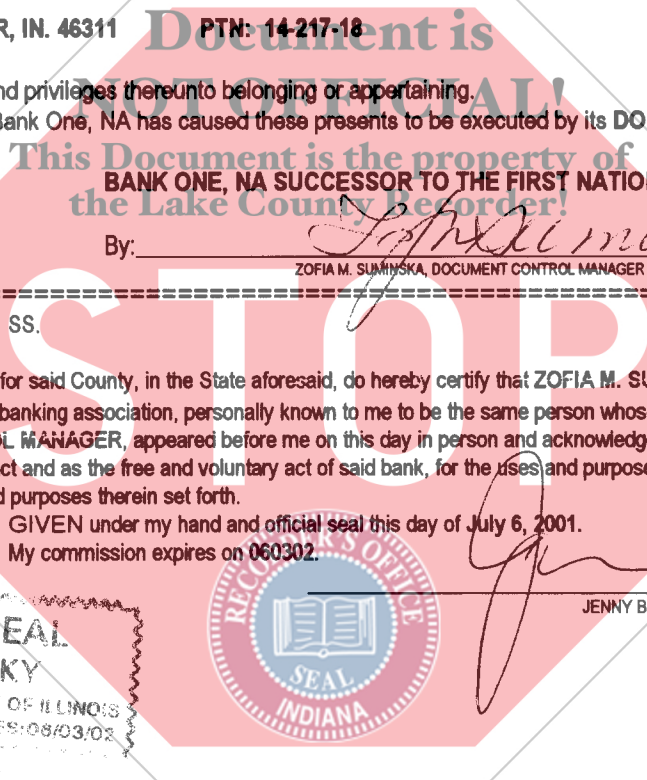 R, IN. 46311 PTN: 14-217-18
Document is
nd privileges thereunto belonging or appertaining.
NOT OFFICIAL!
Bank One, NA has caused these presents to be executed by its DO
This Document is the property of
BANK ONE, NA SUCCESSOR TO THE FIRST NATIO
the Lake County Recorder!
By:
ZOFIA M. SUMINSKA, DOCUMENT CONTROL MANAGER
STOP
SS.
for said County, in the State aforesaid, do hereby certify that ZOFIA M. SU
banking association, personally known to me to be the same person whos
OL MANAGER, appeared before me on this day in person and acknowledg
ct and as the free and voluntary act of said bank, for the uses and purpose
d purposes therein set forth.
GIVEN under my hand and official seal this day of July 6, 2001.
My commission expires on 060302.
RECORDER'S OFFICE
SEAL
INDIANA
JENNY B
EAL
KY
OF ILLINOIS
ES:08/03/02